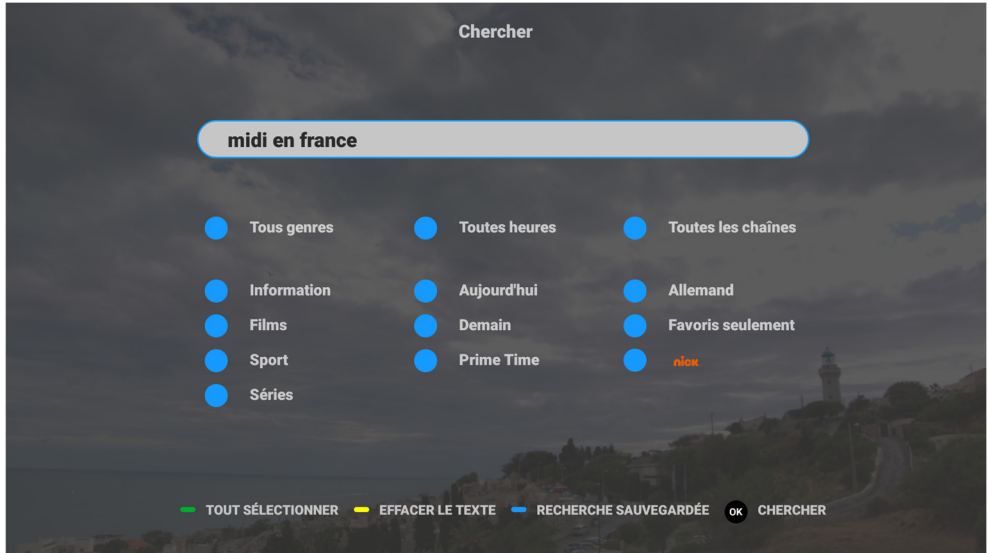 Chercher
midi en france
Tous genres
Toutes heures
Toutes les chaînes
Information
Aujourd'hui
Allemand
Films
Demain
Favoris seulement
Sport
Prime Time
nick
Séries
TOUT SÉLECTIONNER
EFFACER LE TEXTE
RECHERCHE SAUVEGARDÉE
OK CHERCHER